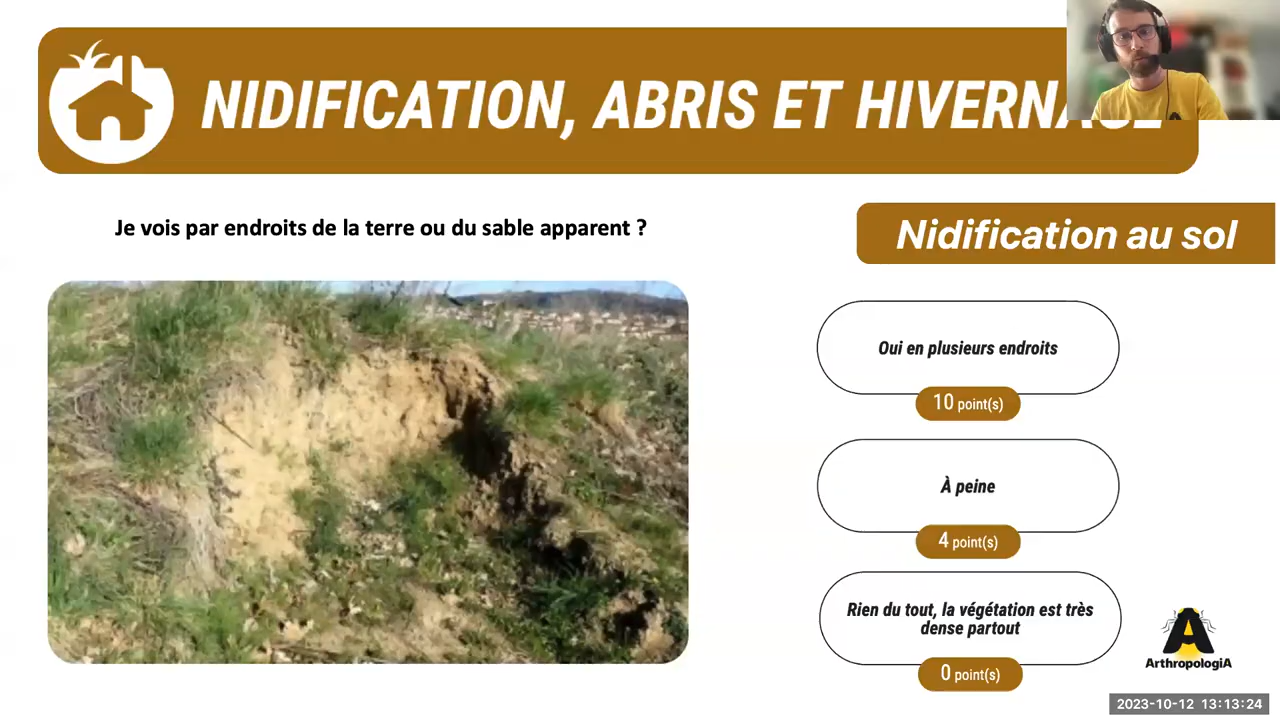 NIDIFICATION, ABRIS ET HIVERNAGE
Je vois par endroits de la terre ou du sable apparent ?
Nidification au sol
Oui en plusieurs endroits
10 point(s)
À peine
4 point(s)
Rien du tout, la végétation est très
dense partout
0 point(s)
ArthropologiA
2023-10-12 13:13:24